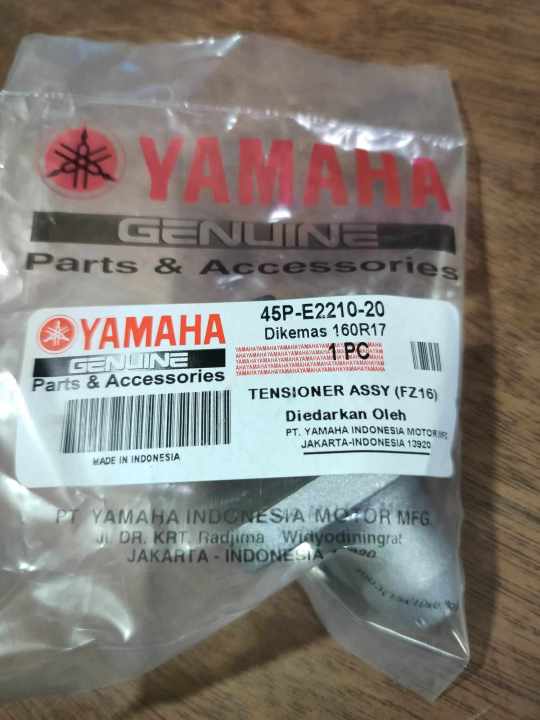 YAMAHA
GENUINE
Parts & Accessories
YAMAHA
GENUINE
Parts & Accessories
MADE IN INDONESIA
45P-E2210-20
Dikemas 160R17
1 PC
TENSIONER ASSY (FZ16)
Diedarkan Oleh
PT. YAMAHA INDONESIA MOTOR MFG
JAKARTA-INDONESIA 13920
PT YAMAHA INDONESIA MOTOR MFG.
Jl. DR. KRT. Radjima Widyodiningrat
JAKARTA - INDONESIA